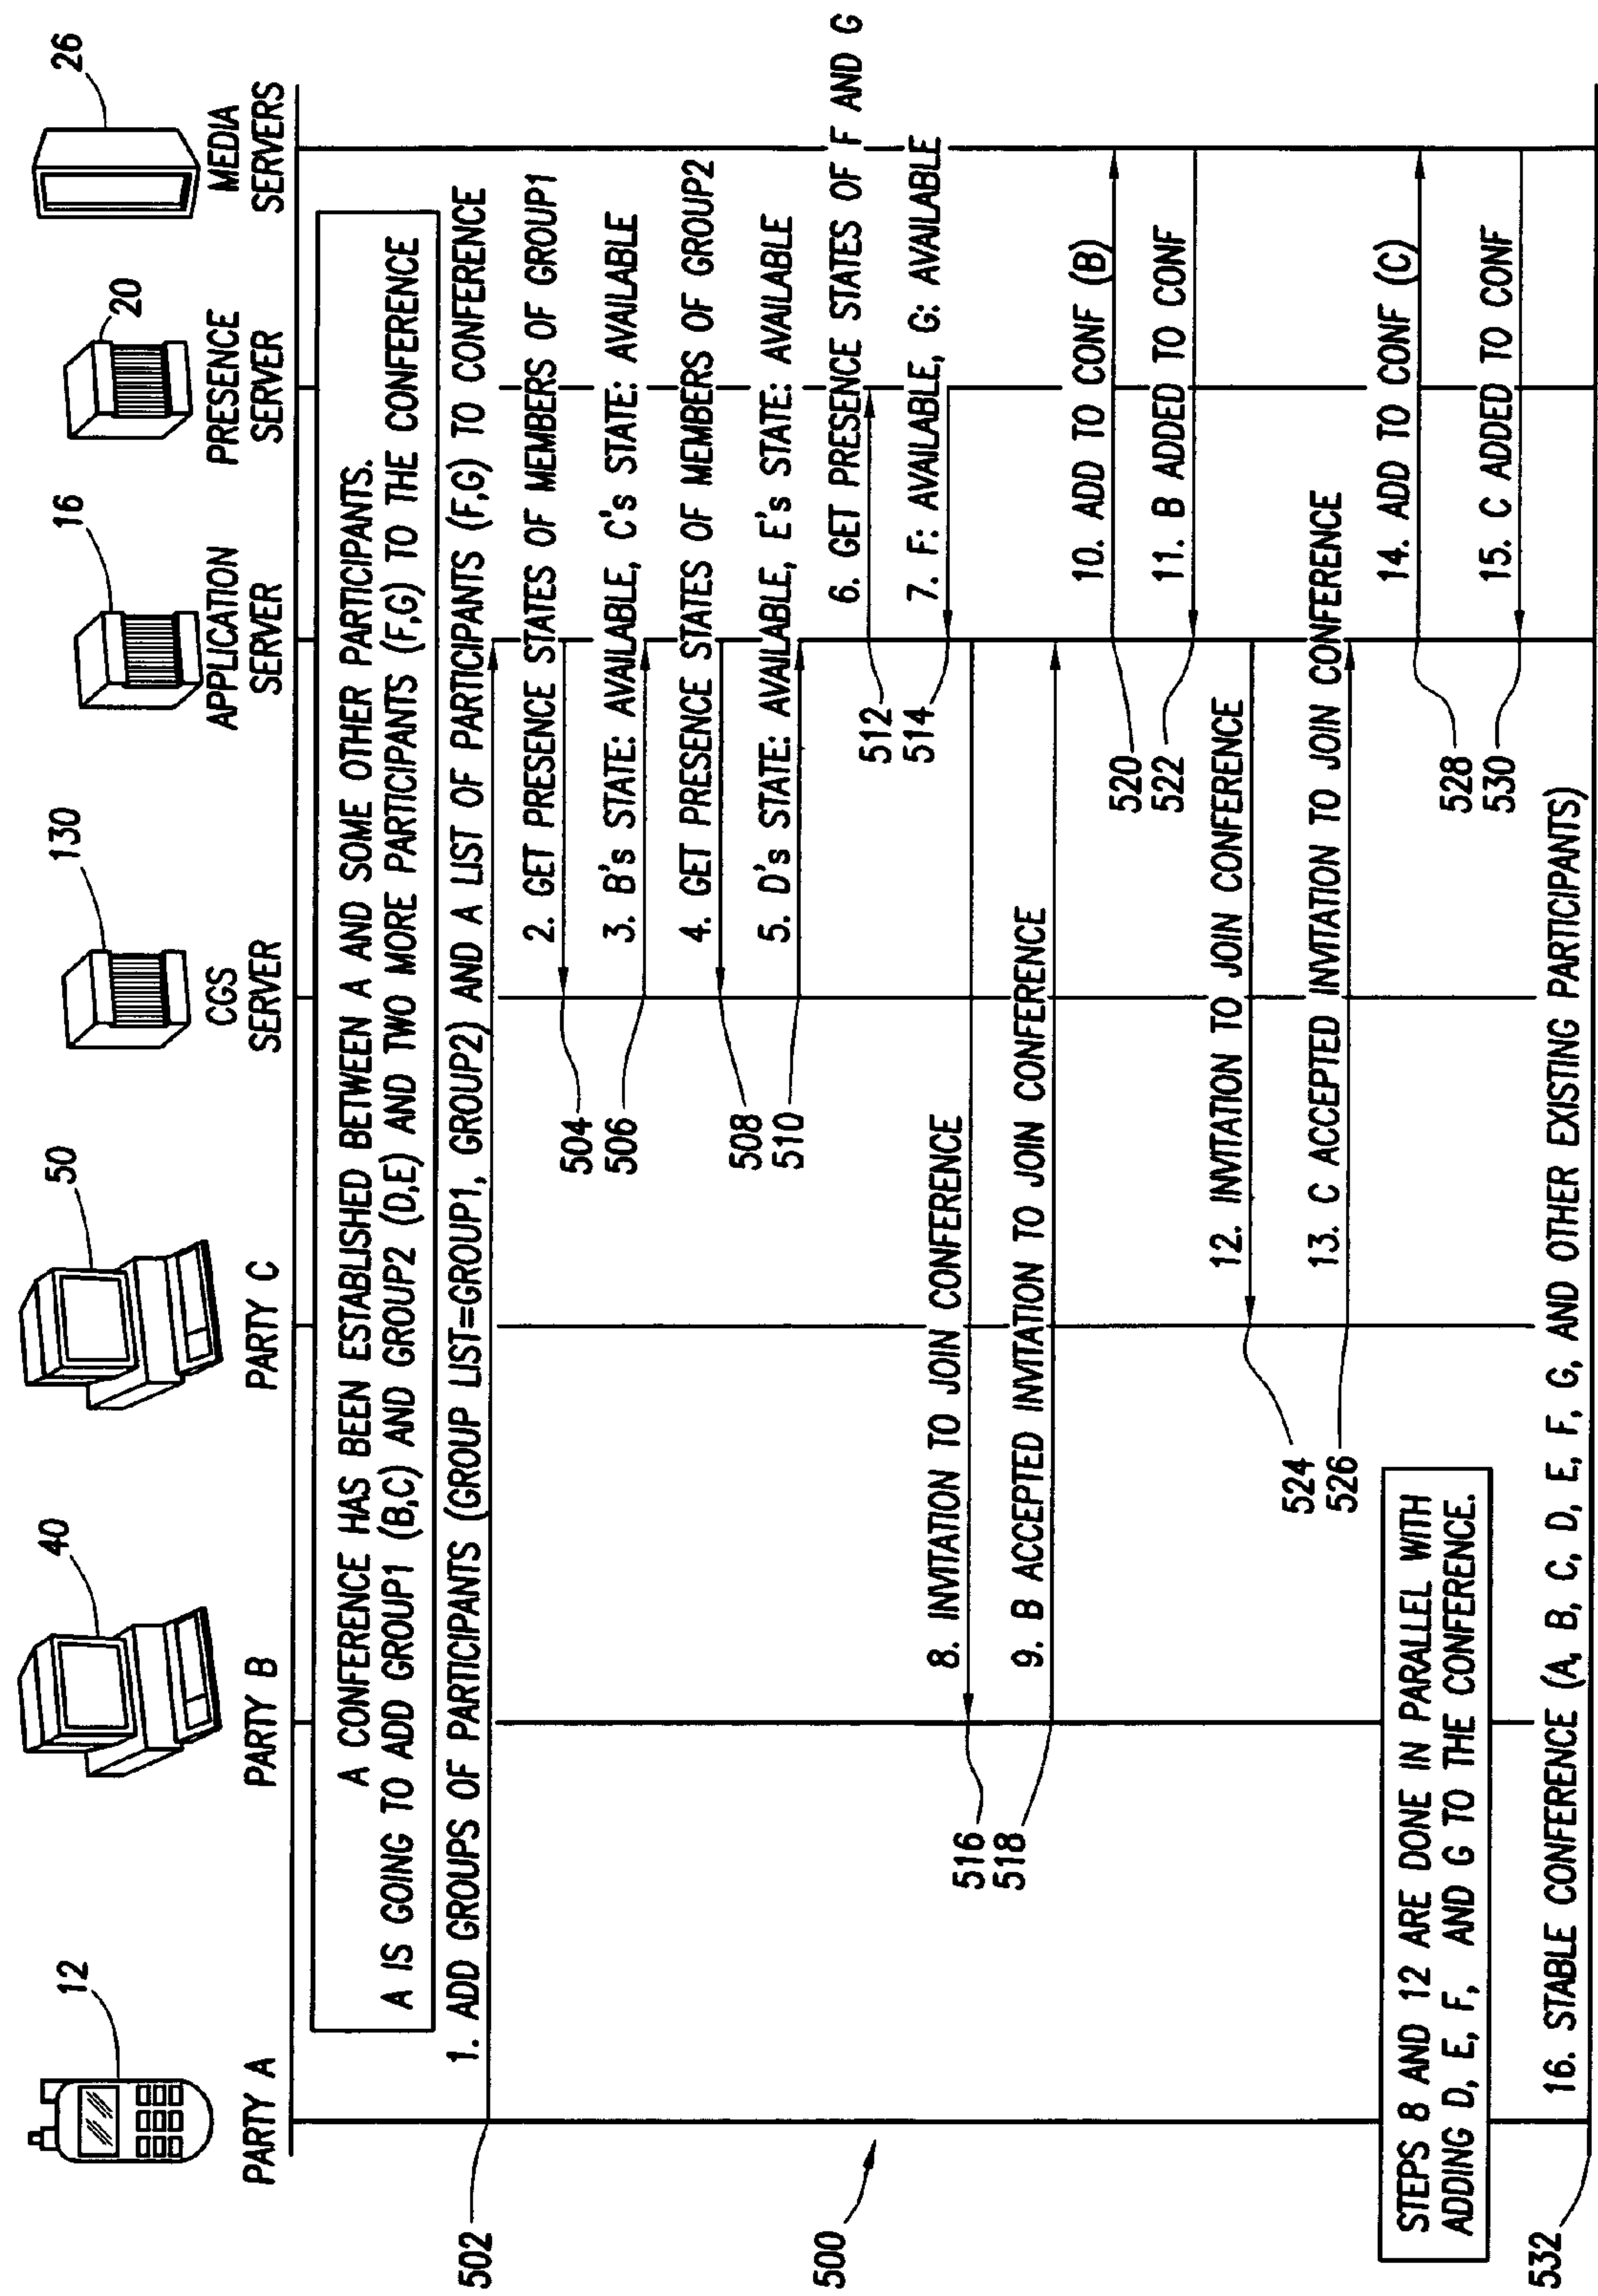 12
40
50
130
16
20
26
PARTY A
PARTY B
PARTY C
CGS
SERVER
APPLICATION
SERVER
PRESENCE
SERVER
MEDIA
SERVERS
A CONFERENCE HAS BEEN ESTABLISHED BETWEEN A AND SOME OTHER PARTICIPANTS.
A IS GOING TO ADD GROUP1 (B,C) AND GROUP2 (D,E) AND TWO MORE PARTICIPANTS (F,G) TO THE CONFERENCE
1. ADD GROUPS OF PARTICIPANTS (GROUP LIST=GROUP1, GROUP2) AND A LIST OF PARTICIPANTS (F,G) TO CONFERENCE
502
2. GET PRESENCE STATES OF MEMBERS OF GROUP1
504
3. B's STATE: AVAILABLE, C's STATE: AVAILABLE
506
4. GET PRESENCE STATES OF MEMBERS OF GROUP2
508
5. D's STATE: AVAILABLE, E's STATE: AVAILABLE
510
6. GET PRESENCE STATES OF F AND G
512
7. F: AVAILABLE, G: AVAILABLE
514
500
8. INVITATION TO JOIN CONFERENCE
516
9. B ACCEPTED INVITATION TO JOIN CONFERENCE
518
10. ADD TO CONF (B)
520
11. B ADDED TO CONF
522
12. INVITATION TO JOIN CONFERENCE
524
13. C ACCEPTED INVITATION TO JOIN CONFERENCE
526
14. ADD TO CONF (C)
528
15. C ADDED TO CONF
530
STEPS 8 AND 12 ARE DONE IN PARALLEL WITH
ADDING D, E, F, AND G TO THE CONFERENCE.
16. STABLE CONFERENCE (A, B, C, D, E, F, G, AND OTHER EXISTING PARTICIPANTS)
532